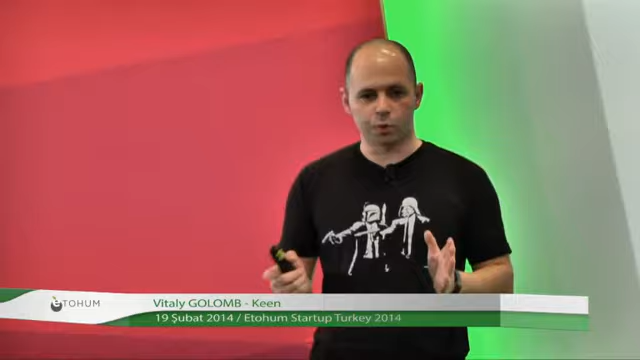 eTOHUM
Vitaly GOLOMB - Keen
19 Şubat 2014 / Etohum Startup Turkey 2014